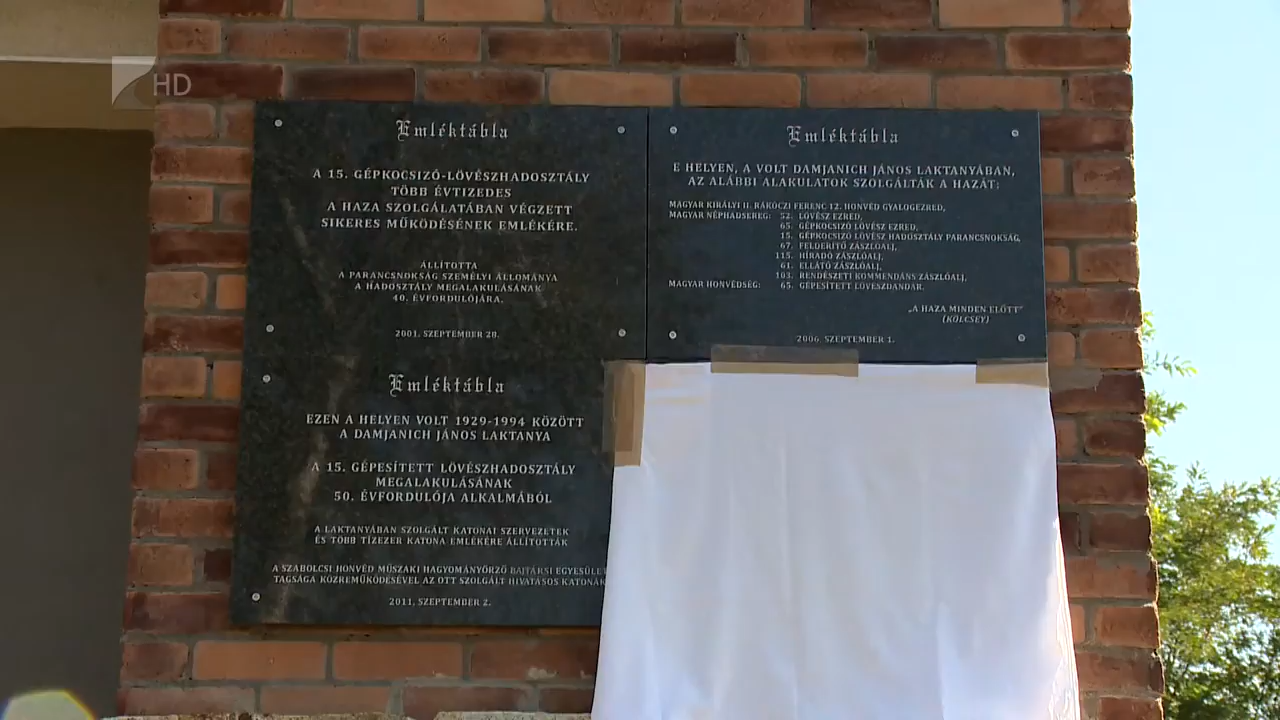 HD
Emléktábla
A 15. GÉPKOCSIZÓ-LÖVÉSZHADOSZTÁLY
TÖBB ÉVTIZEDES
A HAZA SZOLGÁLATÁBAN VÉGZETT
SIKERES MŰKÖDÉSÉNEK EMLÉKÉRE.
ÁLLÍTOTTA
A PARANCSNOKSÁG SZEMÉLYI ÁLLOMÁNYA
A HADOSZTÁLY MEGALAKULÁSÁNAK
40. ÉVFORDULÓJÁRA.
2001. SZEPTEMBER 28.
Emléktábla
EZEN A HELYEN VOLT 1929-1994 KÖZÖTT
A DAMJANICH JÁNOS LAKTANYA
A 15. GÉPESÍTETT LÖVÉSZHADOSZTÁLY
MEGALAKULÁSÁNAK
50. ÉVFORDULÓJA ALKALMÁBÓL
A LAKTANYÁBAN SZOLGÁLT KATONAI SZERVEZETEK
ÉS TÖBB TÍZEZER KATONA EMLÉKÉRE ÁLLÍTOTTÁK
A SZABOLCSI HONVÉD MŰSZAKI HAGYOMÁNYŐRZŐ BAJTÁRSI EGYESÜLET
TAGSÁGA KÖZREMŰKÖDÉSÉVEL AZ OTT SZOLGÁLT HIVATÁSOS KATONÁK
2011. SZEPTEMBER 2.
Emléktábla
E HELYEN, A VOLT DAMJANICH JÁNOS LAKTANYÁBAN,
AZ ALÁBBI ALAKULATOK SZOLGÁLTÁK A HAZÁT:
MAGYAR KIRÁLYI II. RÁKÓCZI FERENC 12. HONVÉD GYALOGEZRED,
MAGYAR NÉPHADSEREG: 52. LÖVÉSZ EZRED,
65. GÉPKOCSIZÓ LÖVÉSZ EZRED,
15. GÉPKOCSIZÓ LÖVÉSZ HADOSZTÁLY PARANCSNOKSÁG,
67. FELDERÍTŐ ZÁSZLÓALJ,
115. HÍRADÓ ZÁSZLÓALJ,
61. ELLÁTÓ ZÁSZLÓALJ,
103. RENDÉSZETI KOMMENDÁNS ZÁSZLÓALJ,
MAGYAR HONVÉDSÉG: 65. GÉPESÍTETT LÖVÉSZDANDÁR.
„A HAZA MINDEN ELŐTT"
(KÖLCSEY)
2006. SZEPTEMBER 1.